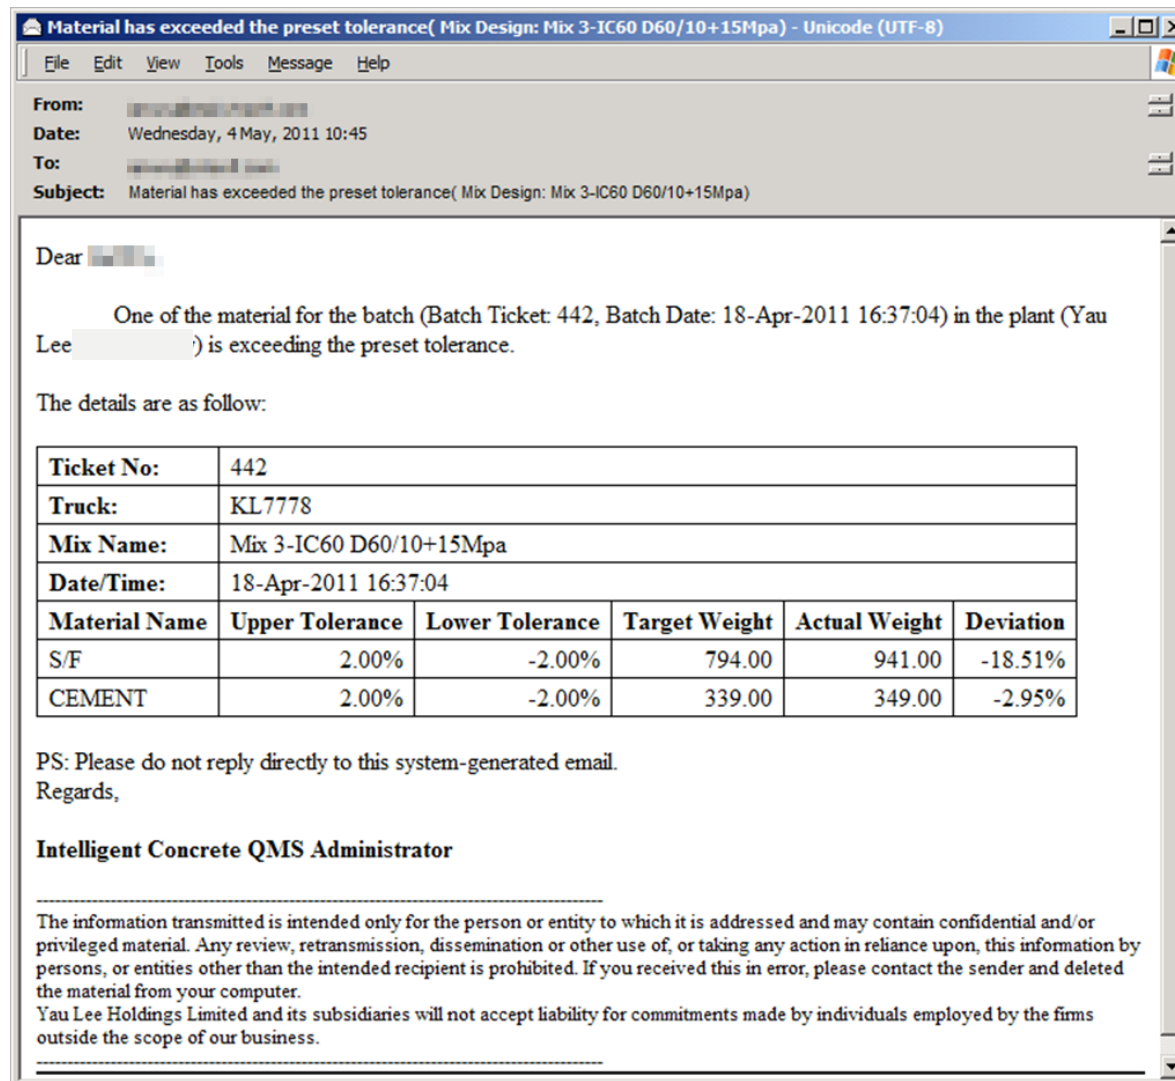 Material has exceeded the preset tolerance( Mix Design: Mix 3-IC60 D60/10+15Mpa) - Unicode (UTF-8)
File Edit View Tools Message Help
From:
Date: Wednesday, 4 May, 2011 10:45
To:
Subject: Material has exceeded the preset tolerance( Mix Design: Mix 3-IC60 D60/10+15Mpa)
Dear
One of the material for the batch (Batch Ticket: 442, Batch Date: 18-Apr-2011 16:37:04) in the plant (Yau
Lee ) is exceeding the preset tolerance.
The details are as follow:
Ticket No: 442
Truck: KL7778
Mix Name: Mix 3-IC60 D60/10+15Mpa
Date/Time: 18-Apr-2011 16:37:04
Material Name Upper Tolerance Lower Tolerance Target Weight Actual Weight Deviation
S/F 2.00% -2.00% 794.00 941.00 -18.51%
CEMENT 2.00% -2.00% 339.00 349.00 -2.95%
PS: Please do not reply directly to this system-generated email.
Regards,
Intelligent Concrete QMS Administrator
The information transmitted is intended only for the person or entity to which it is addressed and may contain confidential and/or
privileged material. Any review, retransmission, dissemination or other use of, or taking any action in reliance upon, this information by
persons, or entities other than the intended recipient is prohibited. If you received this in error, please contact the sender and deleted
the material from your computer.
Yau Lee Holdings Limited and its subsidiaries will not accept liability for commitments made by individuals employed by the firms
outside the scope of our business.